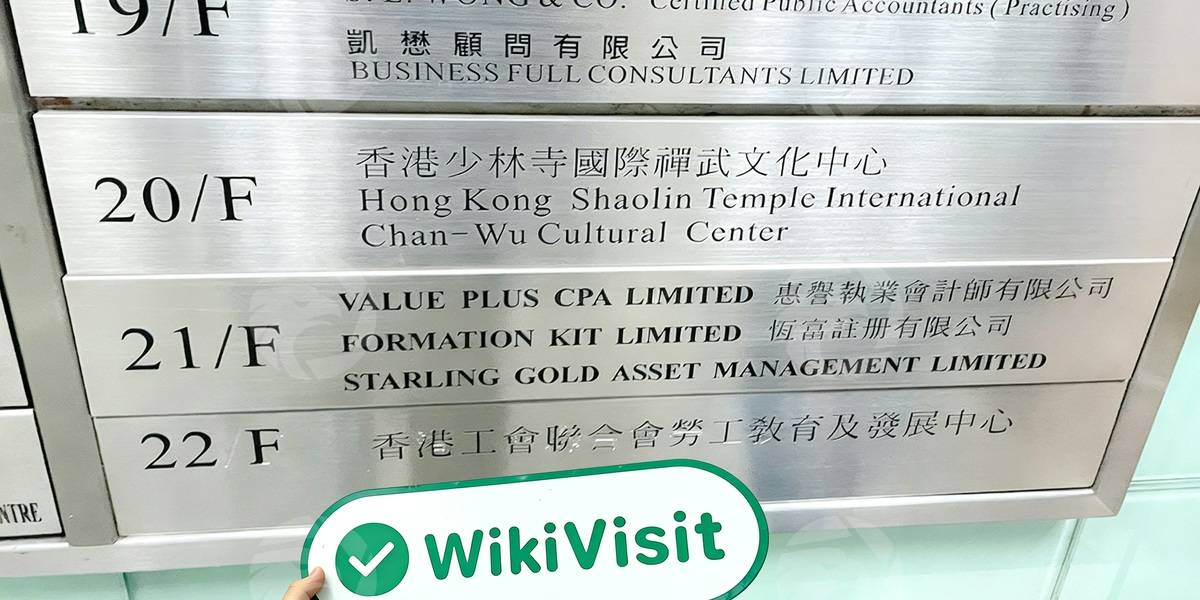 19/F
S. L. WONG & CO. Certified Public Accountants (Practising)
凱懋顧問有限公司
BUSINESS FULL CONSULTANTS LIMITED
20/F
香港少林寺國際禪武文化中心
Hong Kong Shaolin Temple International
Chan-Wu Cultural Center
21/F
VALUE PLUS CPA LIMITED 惠譽執業會計師有限公司
FORMATION KIT LIMITED 恆富註册有限公司
STARLING GOLD ASSET MANAGEMENT LIMITED
22/F
香港工會聯合會勞工教育及發展中心
NTRE
WikiVisit